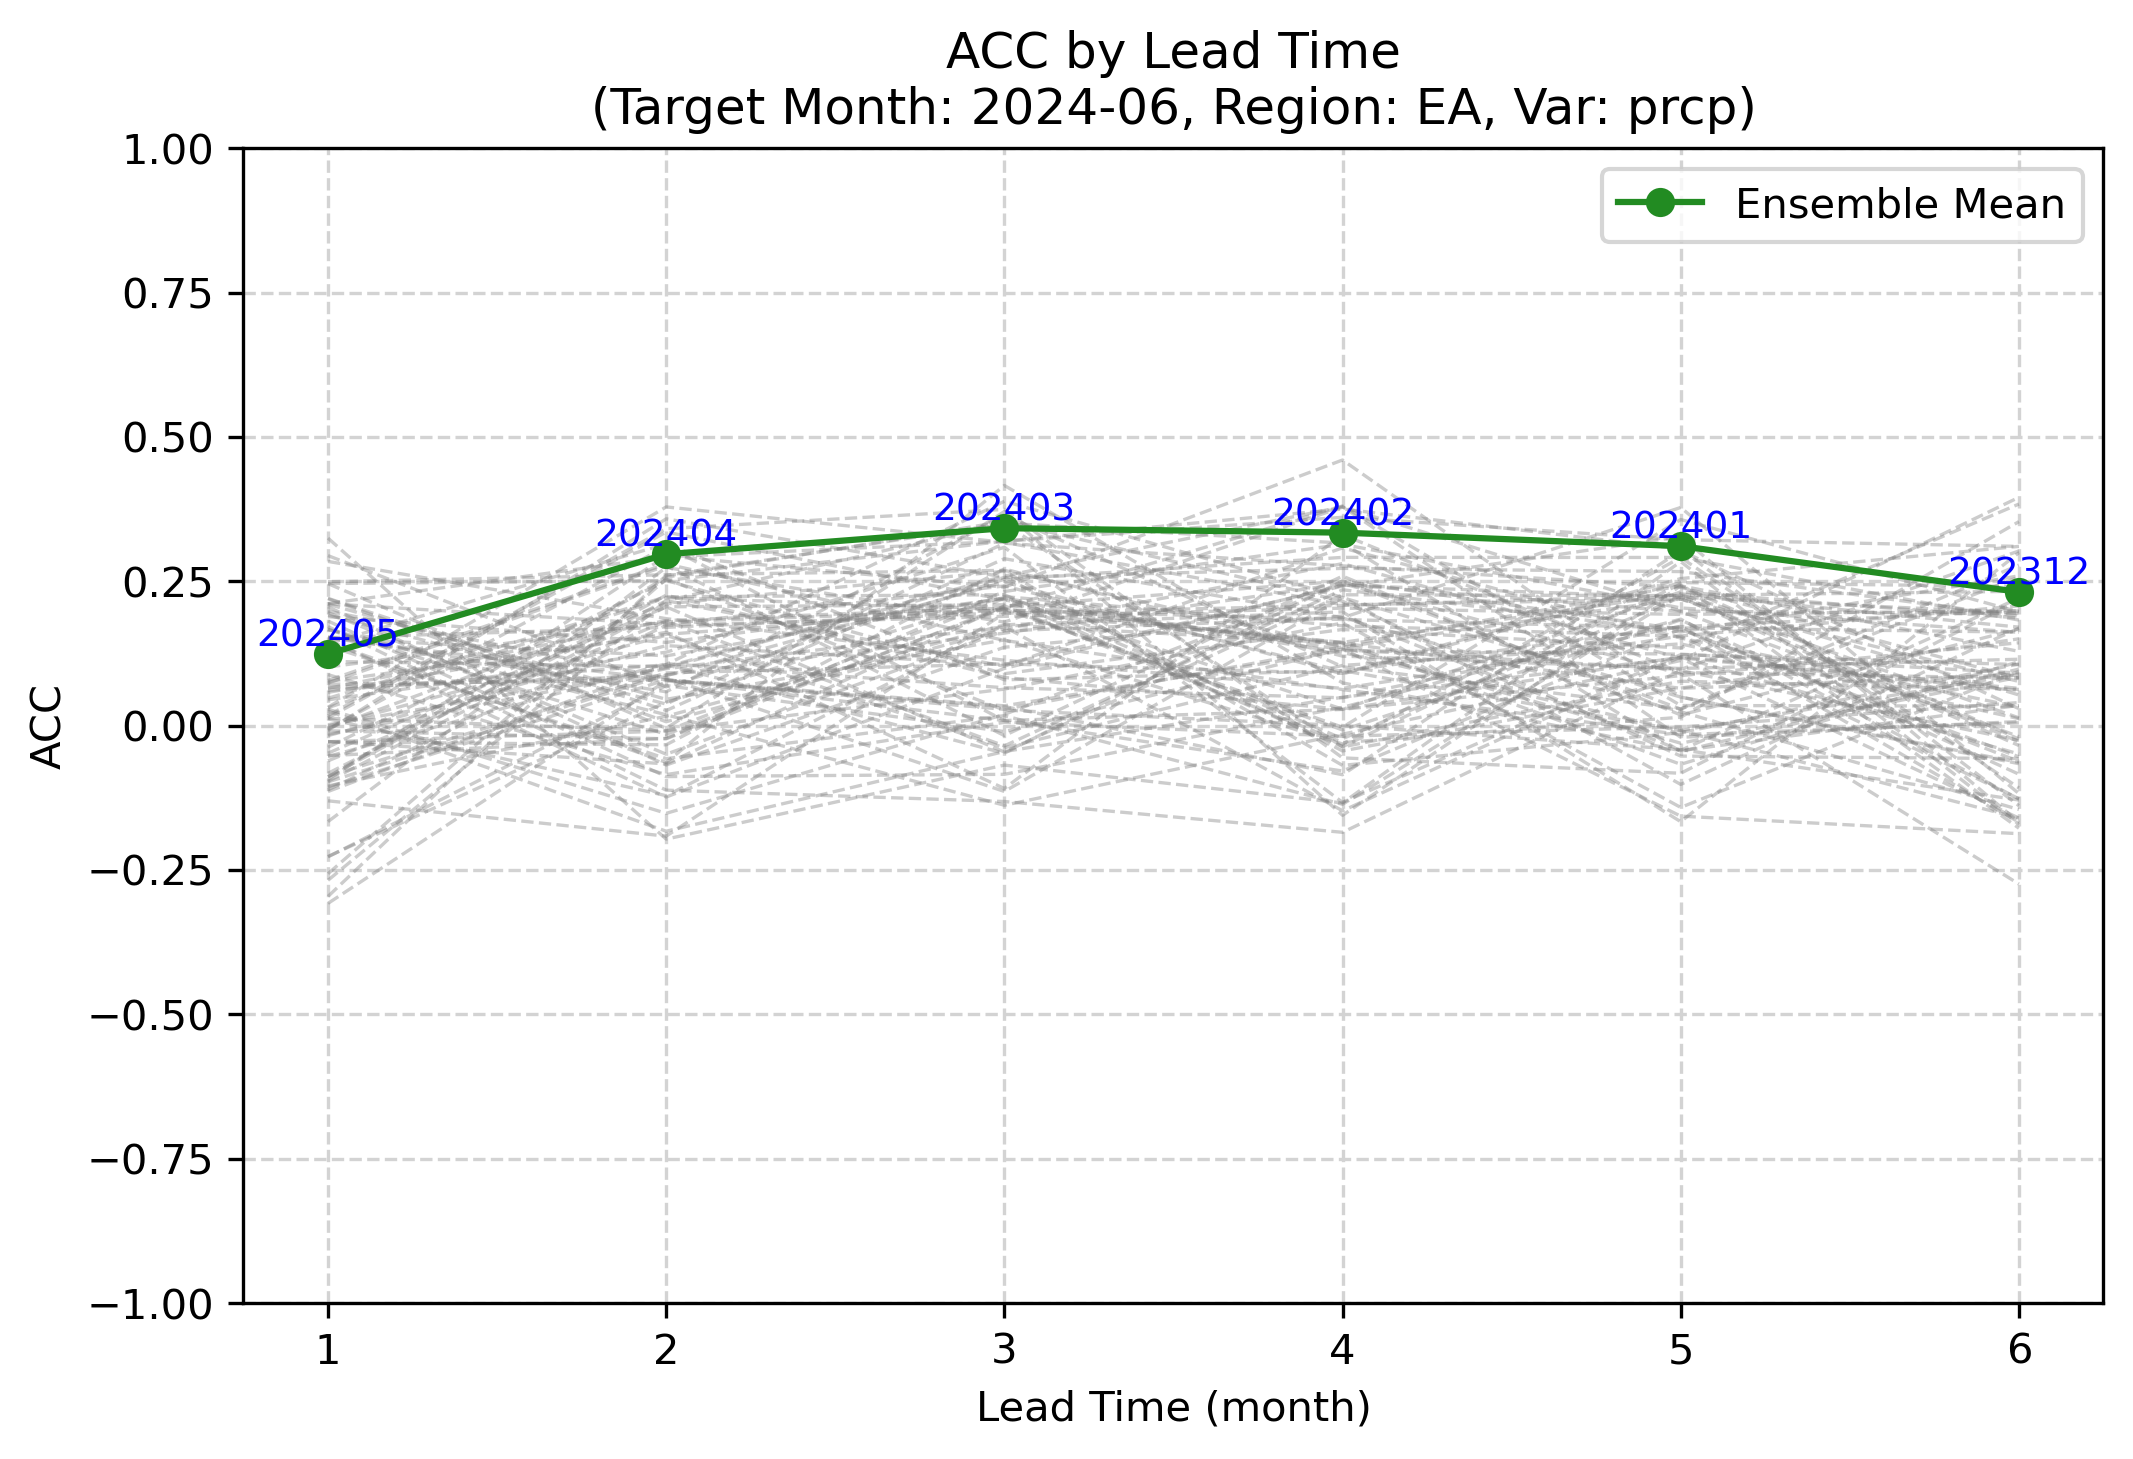 ACC by Lead Time
(Target Month: 2024-06, Region: EA, Var: prcp)
Ensemble Mean
ACC
1.00
0.75
0.50
0.25
0.00
−0.25
−0.50
−0.75
−1.00
202405
202404
202403
202402
202401
202312
1 2 3 4 5 6
Lead Time (month)